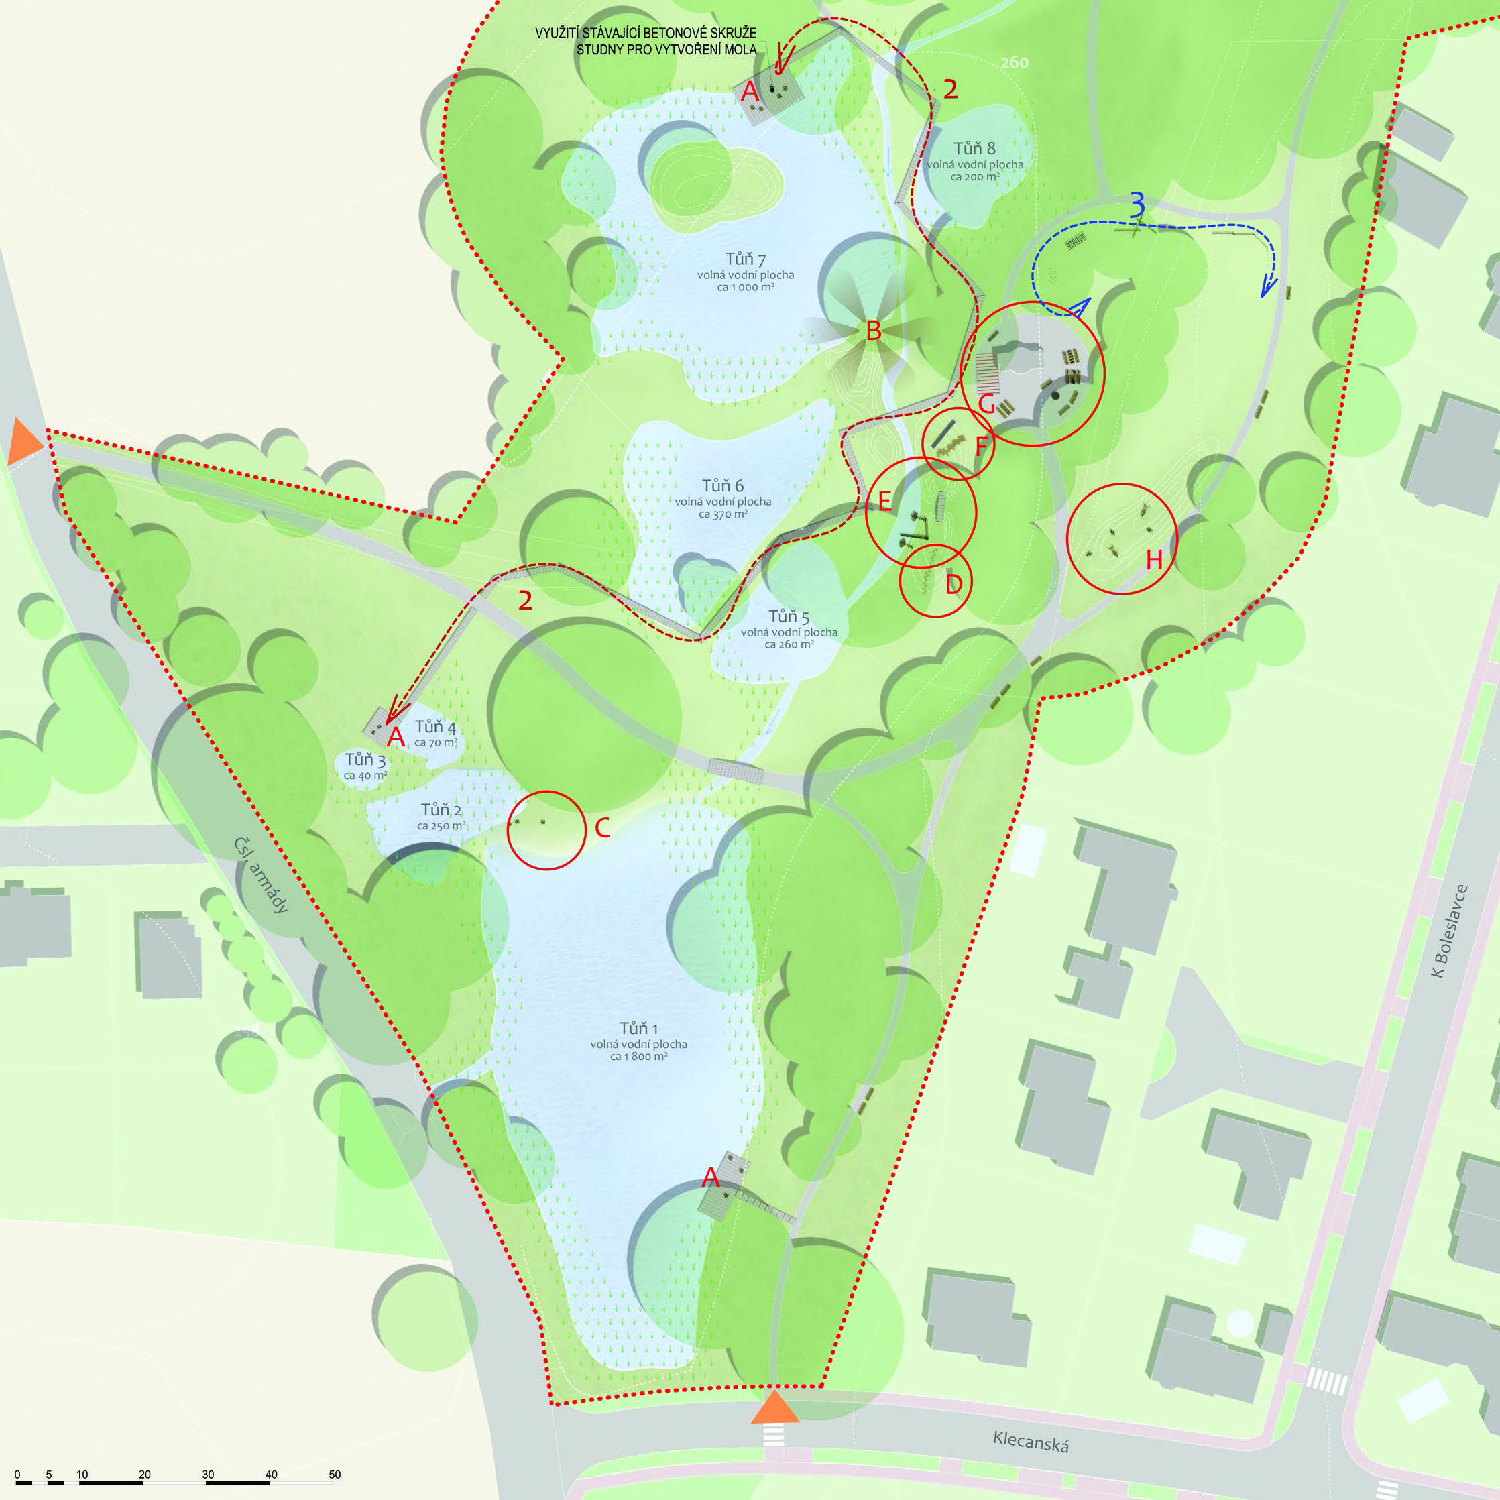 VYUŽITÍ STÁVAJÍCÍ BETONOVÉ SKRUŽE
STUDNY PRO VYTVOŘENÍ MOLA
260
A
2
Tůň 8
volná vodní plocha
ca 200 m²
3
Tůň 7
volná vodní plocha
ca 1 000 m²
B
G
F
Tůň 6
volná vodní plocha
ca 370 m²
E
H
D
2
Tůň 5
volná vodní plocha
ca 260 m²
A
Tůň 4
ca 70 m²
Tůň 3
ca 40 m²
Tůň 2
ca 250 m²
C
Čsl. armády
K Boleslavce
Tůň 1
volná vodní plocha
ca 1 800 m²
A
Klecanská
0 5 10 20 30 40 50